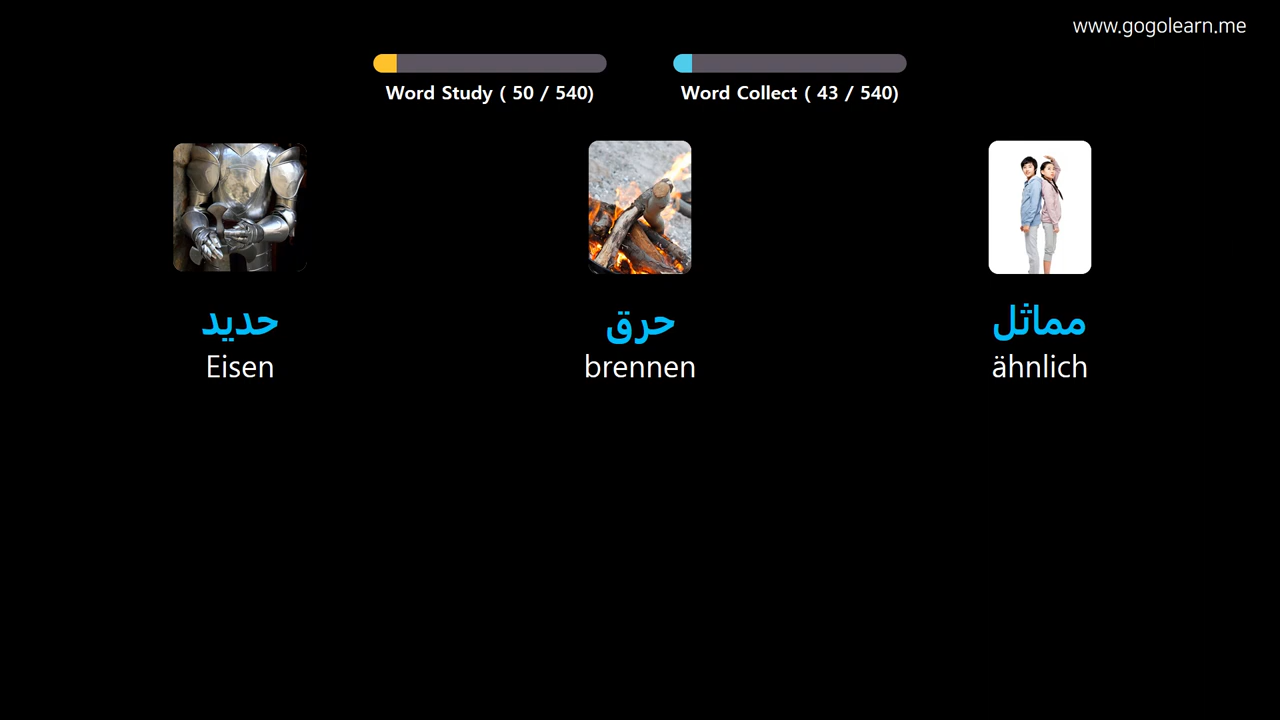 www.gogolearn.me
Word Study ( 50 / 540)
Word Collect ( 43 / 540)
حديد
Eisen
حرق
brennen
مماثل
ähnlich